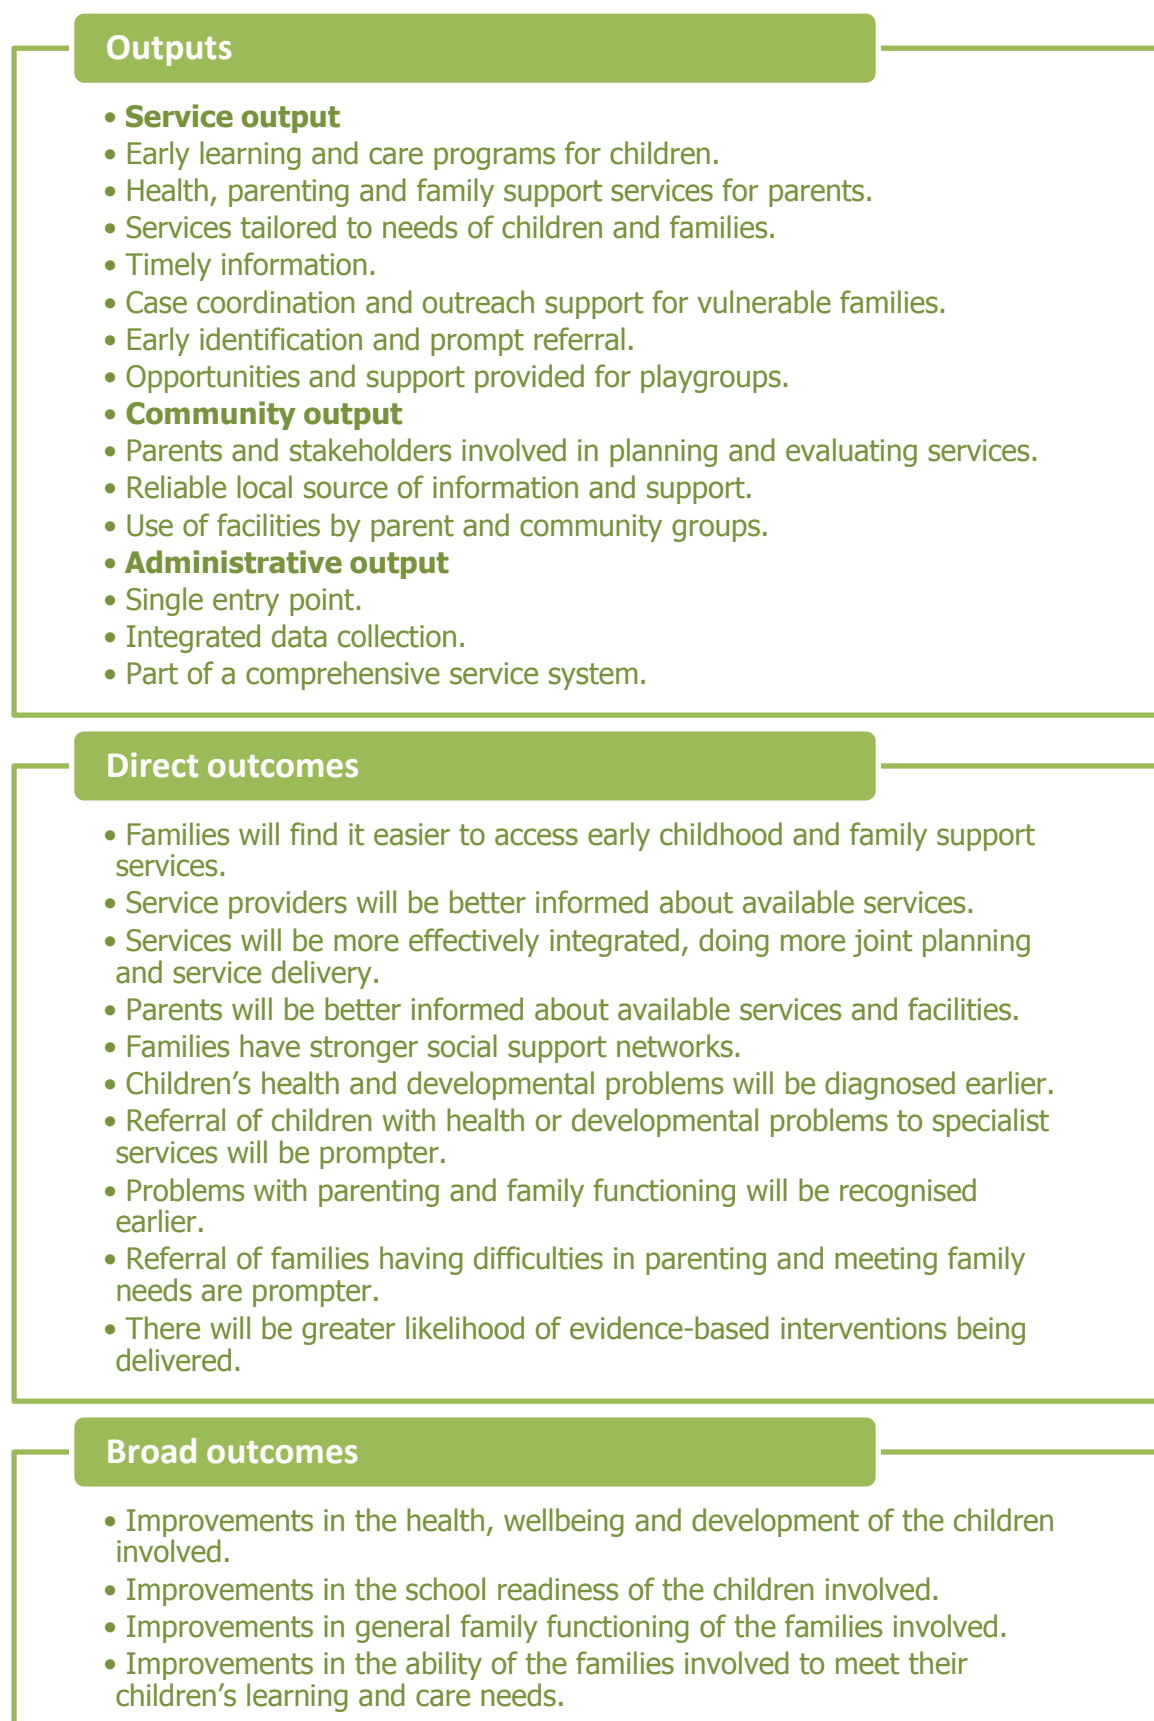 Outputs
• Service output
• Early learning and care programs for children.
• Health, parenting and family support services for parents.
• Services tailored to needs of children and families.
• Timely information.
• Case coordination and outreach support for vulnerable families.
• Early identification and prompt referral.
• Opportunities and support provided for playgroups.
• Community output
• Parents and stakeholders involved in planning and evaluating services.
• Reliable local source of information and support.
• Use of facilities by parent and community groups.
• Administrative output
• Single entry point.
• Integrated data collection.
• Part of a comprehensive service system.
Direct outcomes
• Families will find it easier to access early childhood and family support
services.
• Service providers will be better informed about available services.
• Services will be more effectively integrated, doing more joint planning
and service delivery.
• Parents will be better informed about available services and facilities.
• Families have stronger social support networks.
• Children’s health and developmental problems will be diagnosed earlier.
• Referral of children with health or developmental problems to specialist
services will be prompter.
• Problems with parenting and family functioning will be recognised
earlier.
• Referral of families having difficulties in parenting and meeting family
needs are prompter.
• There will be greater likelihood of evidence-based interventions being
delivered.
Broad outcomes
• Improvements in the health, wellbeing and development of the children
involved.
• Improvements in the school readiness of the children involved.
• Improvements in general family functioning of the families involved.
• Improvements in the ability of the families involved to meet their
children’s learning and care needs.